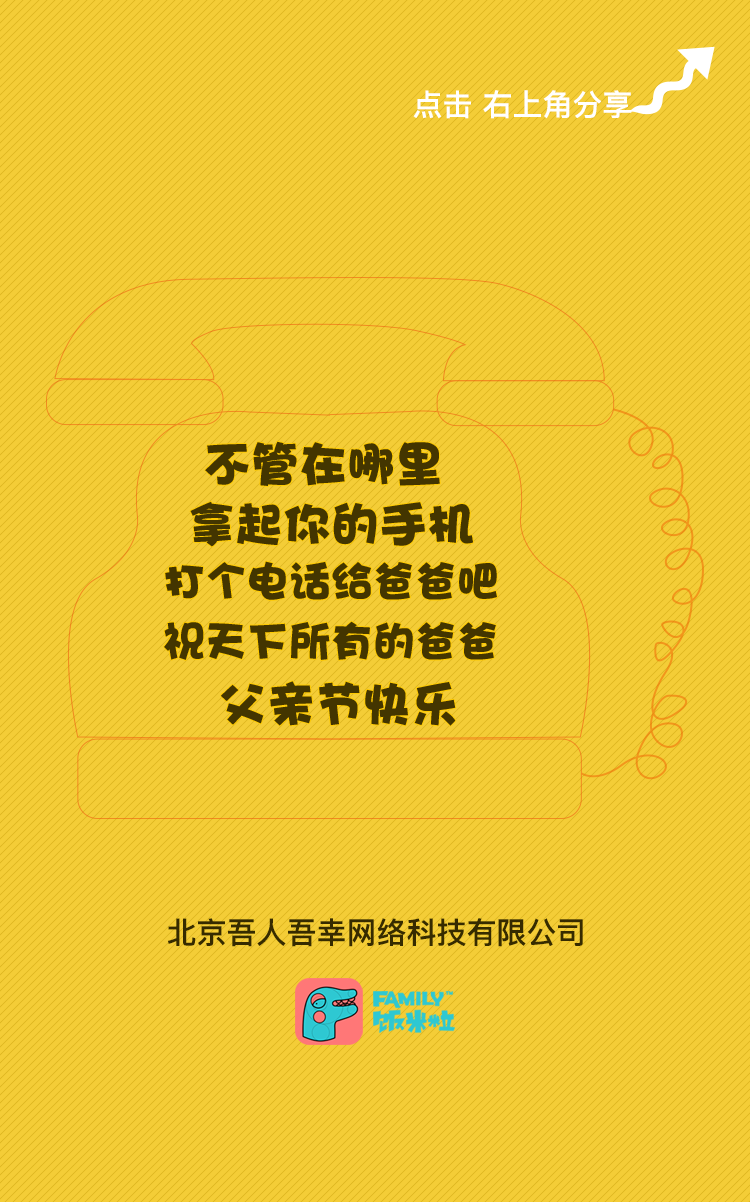 点击 右上角分享
不管在哪里
拿起你的手机
打个电话给爸爸吧
祝天下所有的爸爸
父亲节快乐
北京吾人吾幸网络科技有限公司
FAMILY™
饭米粒